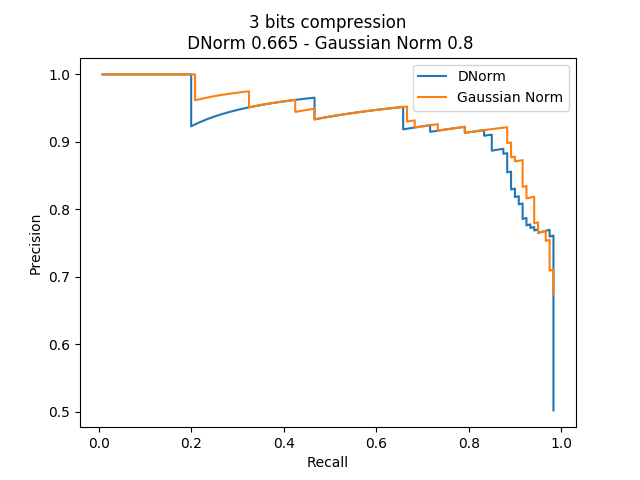 3 bits compression
DNorm 0.665 - Gaussian Norm 0.8
DNorm
Gaussian Norm
1.0
0.9
0.8
0.7
0.6
0.5
Precision
0.0 0.2 0.4 0.6 0.8 1.0
Recall